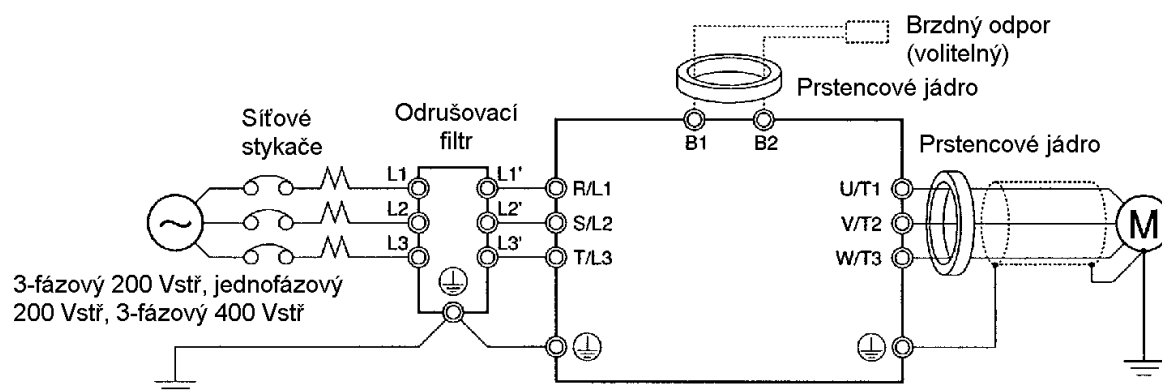 Brzdný odpor
(volitelný)
Prstencové jádro
Síťové
stykače
Odrušovací
filtr
B1 B2
Prstencové jádro
L1 L1' R/L1 U/T1
L2 L2' S/L2 V/T2
L3 L3' T/L3 W/T3
~
M
3-fázový 200 Vstř, jednofázový
200 Vstř, 3-fázový 400 Vstř